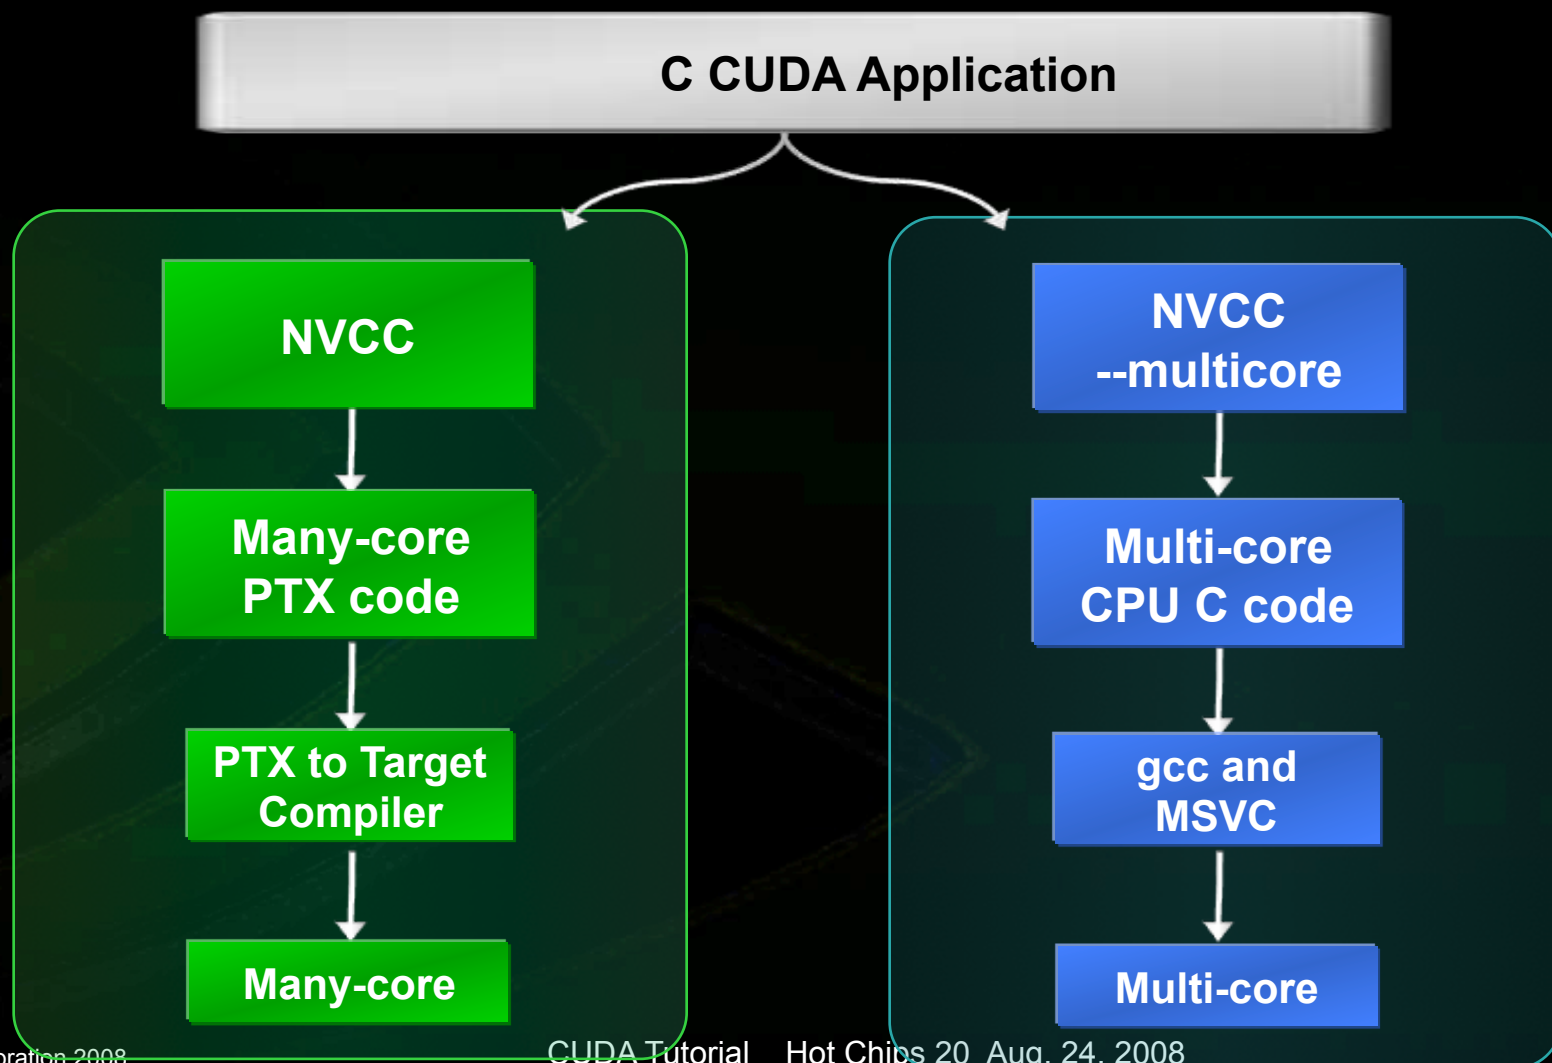 C CUDA Application
NVCC
Many-core
PTX code
PTX to Target
Compiler
Many-core
NVCC
--multicore
Multi-core
CPU C code
gcc and
MSVC
Multi-core
2008
CUDA Tutorial Hot Chips 20 Aug. 24, 2008